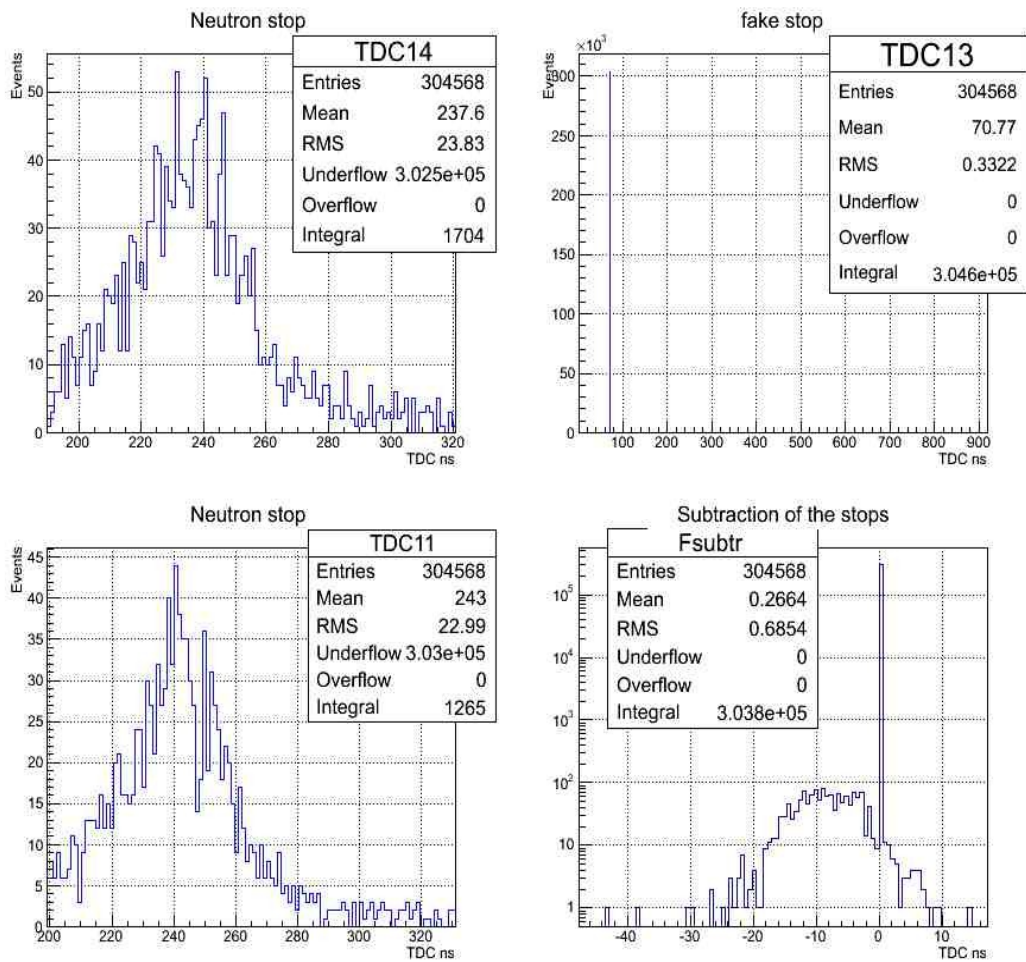 Neutron stop
Events
TDC14
Entries 304568
Mean 237.6
RMS 23.83
Underflow 3.025e+05
Overflow 0
Integral 1704
50
40
30
20
10
0
200 220 240 260 280 300 320
TDC ns
fake stop
×10³
Events
TDC13
Entries 304568
Mean 70.77
RMS 0.3322
Underflow 0
Overflow 0
Integral 3.046e+05
300
250
200
150
100
50
0
100 200 300 400 500 600 700 800 900
TDC ns
Neutron stop
Events
TDC11
Entries 304568
Mean 243
RMS 22.99
Underflow 3.03e+05
Overflow 0
Integral 1265
45
40
35
30
25
20
15
10
5
0
200 220 240 260 280 300 320
TDC ns
Subtraction of the stops
Fsubtr
Entries 304568
Mean 0.2664
RMS 0.6854
Underflow 0
Overflow 0
Integral 3.038e+05
10⁵
10⁴
10³
10²
10
1
-40 -30 -20 -10 0 10
TDC ns